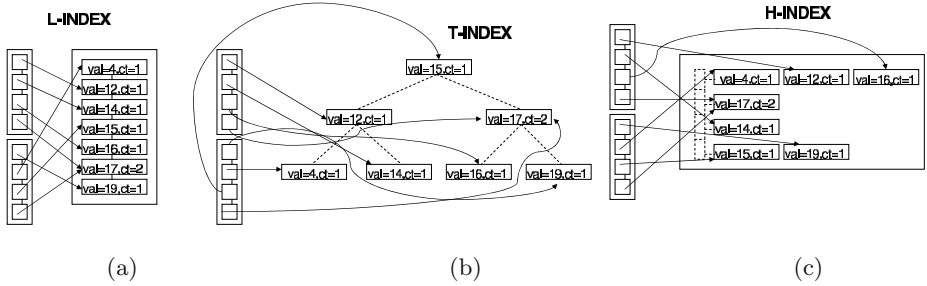 L-INDEX
val=4,ct=1
val=12,ct=1
val=14,ct=1
val=15,ct=1
val=16,ct=1
val=17,ct=2
val=19,ct=1
(a)
T-INDEX
val=15,ct=1
val=12,ct=1
val=17,ct=2
val=4,ct=1
val=14,ct=1
val=16,ct=1
val=19,ct=1
(b)
H-INDEX
val=4,ct=1
val=12,ct=1
val=16,ct=1
val=17,ct=2
val=14,ct=1
val=15,ct=1
val=19,ct=1
(c)